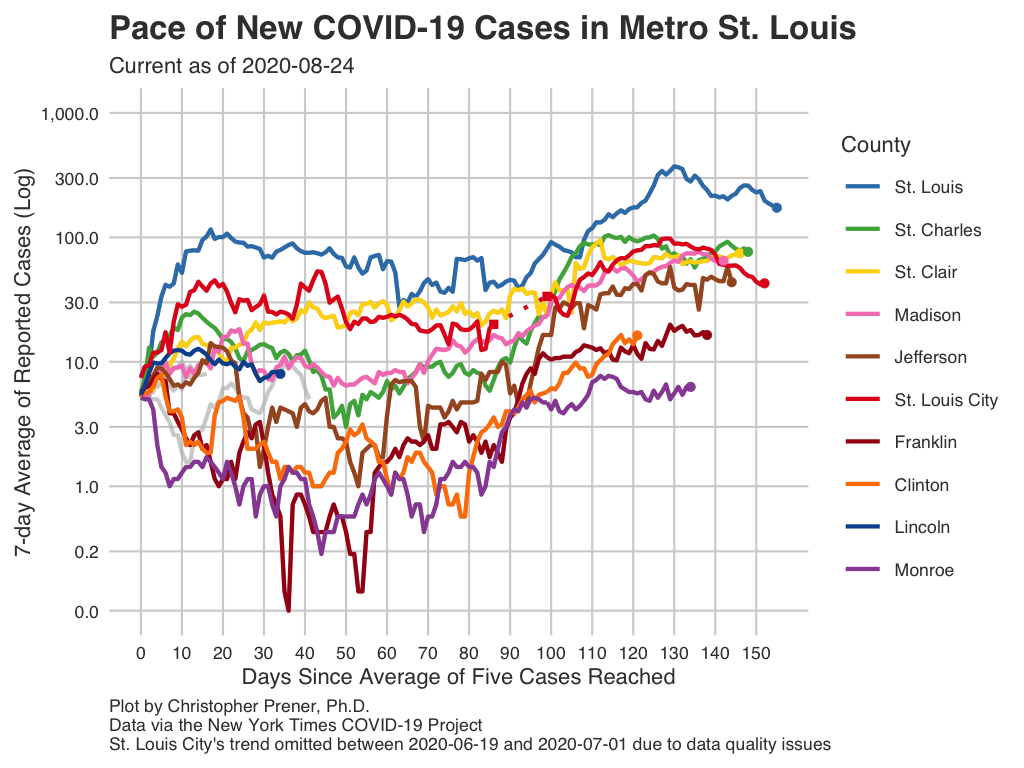 Pace of New COVID-19 Cases in Metro St. Louis
Current as of 2020-08-24
7-day Average of Reported Cases (Log)
1,000.0
300.0
100.0
30.0
10.0
3.0
1.0
0.2
0.0
0 10 20 30 40 50 60 70 80 90 100 110 120 130 140 150
Days Since Average of Five Cases Reached
County
St. Louis
St. Charles
St. Clair
Madison
Jefferson
St. Louis City
Franklin
Clinton
Lincoln
Monroe
Plot by Christopher Prener, Ph.D.
Data via the New York Times COVID-19 Project
St. Louis City's trend omitted between 2020-06-19 and 2020-07-01 due to data quality issues